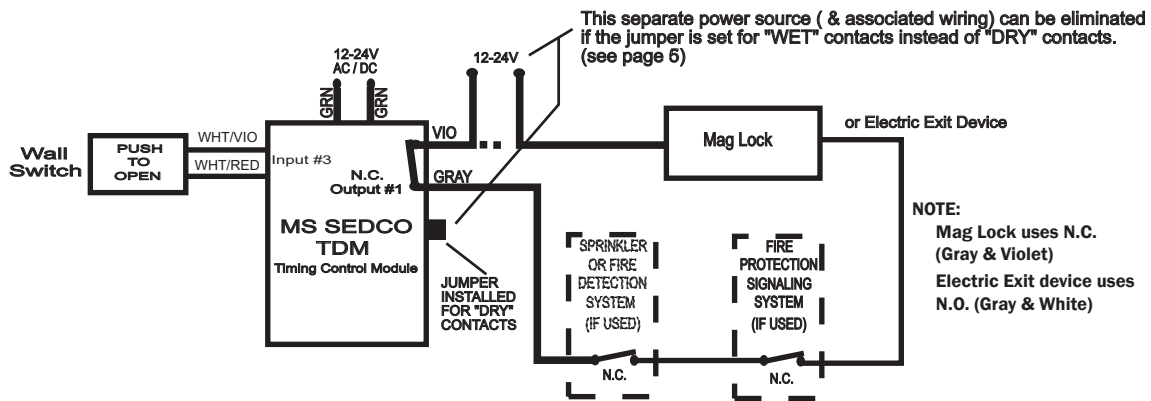 This separate power source ( & associated wiring) can be eliminated
if the jumper is set for "WET" contacts instead of "DRY" contacts.
(see page 5)
12-24V
AC / DC
12-24V
GRN
GRN
Wall
Switch
PUSH
TO
OPEN
WHT/VIO
WHT/RED
Input #3
N.C.
Output #1
VIO
GRAY
MS SEDCO
TDM
Timing Control Module
JUMPER
INSTALLED
FOR "DRY"
CONTACTS
Mag Lock
or Electric Exit Device
SPRINKLER
OR FIRE
DETECTION
SYSTEM
(IF USED)
N.C.
FIRE
PROTECTION
SIGNALING
SYSTEM
(IF USED)
N.C.
NOTE:
Mag Lock uses N.C.
(Gray & Violet)
Electric Exit device uses
N.O. (Gray & White)